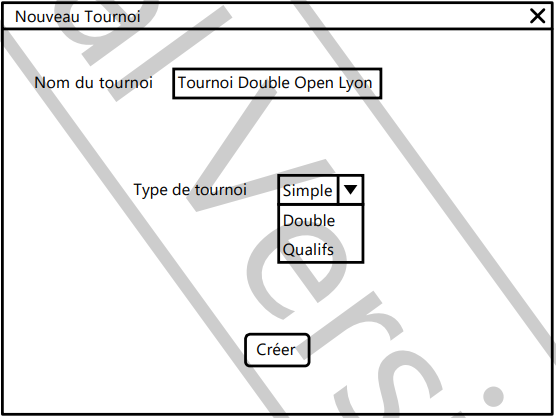 Nouveau Tournoi
Nom du tournoi Tournoi Double Open Lyon
Type de tournoi Simple
Double
Qualifs
Créer